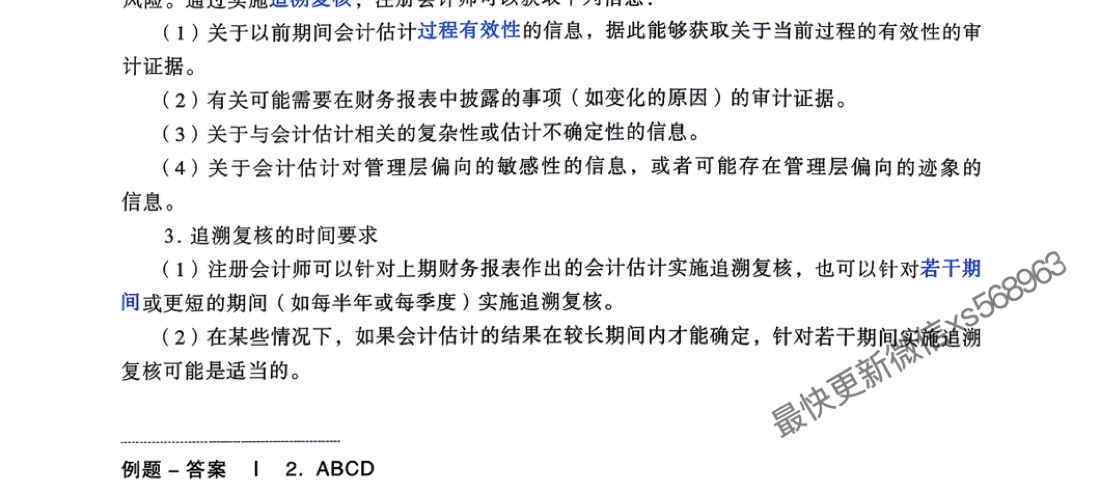 风险。通过实施追溯复核，注册会计师可以获取下列信息：
（1）关于以前期间会计估计过程有效性的信息，据此能够获取关于当前过程的有效性的审
计证据。
（2）有关可能需要在财务报表中披露的事项（如变化的原因）的审计证据。
（3）关于与会计估计相关的复杂性或估计不确定性的信息。
（4）关于会计估计对管理层偏向的敏感性的信息，或者可能存在管理层偏向的迹象的
信息。
3. 追溯复核的时间要求
（1）注册会计师可以针对上期财务报表作出的会计估计实施追溯复核，也可以针对若干期
间或更短的期间（如每半年或每季度）实施追溯复核。
（2）在某些情况下，如果会计估计的结果在较长期间内才能确定，针对若干期间实施追溯
复核可能是适当的。
最快更新微信xs568963
例题 – 答案 | 2. ABCD